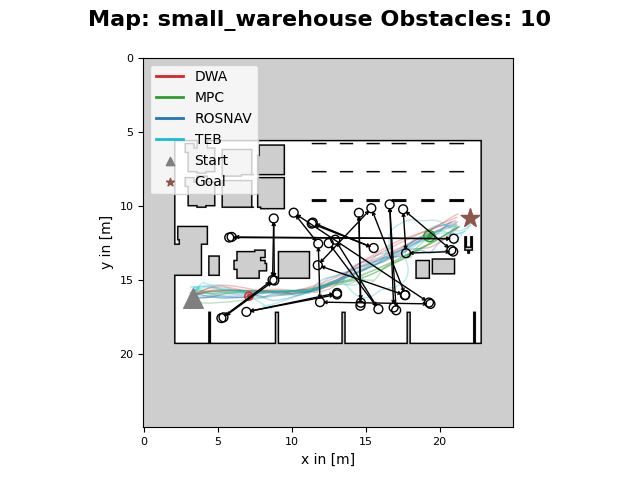 Map: small_warehouse Obstacles: 10
DWA
MPC
ROSNAV
TEB
Start
Goal
0
5
10
15
20
y in [m]
0
5
10
15
20
x in [m]